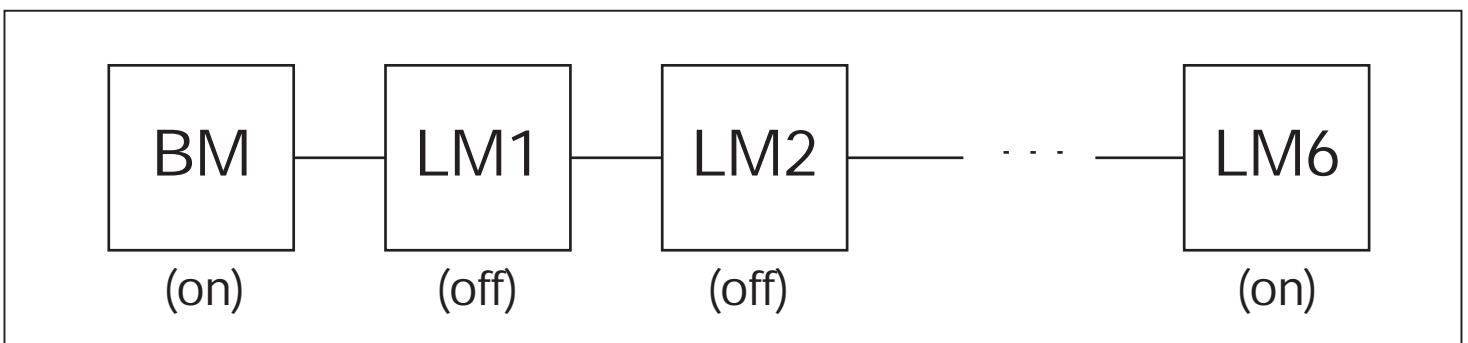 BM LM1 LM2 . . . LM6
(on) (off) (off) (on)